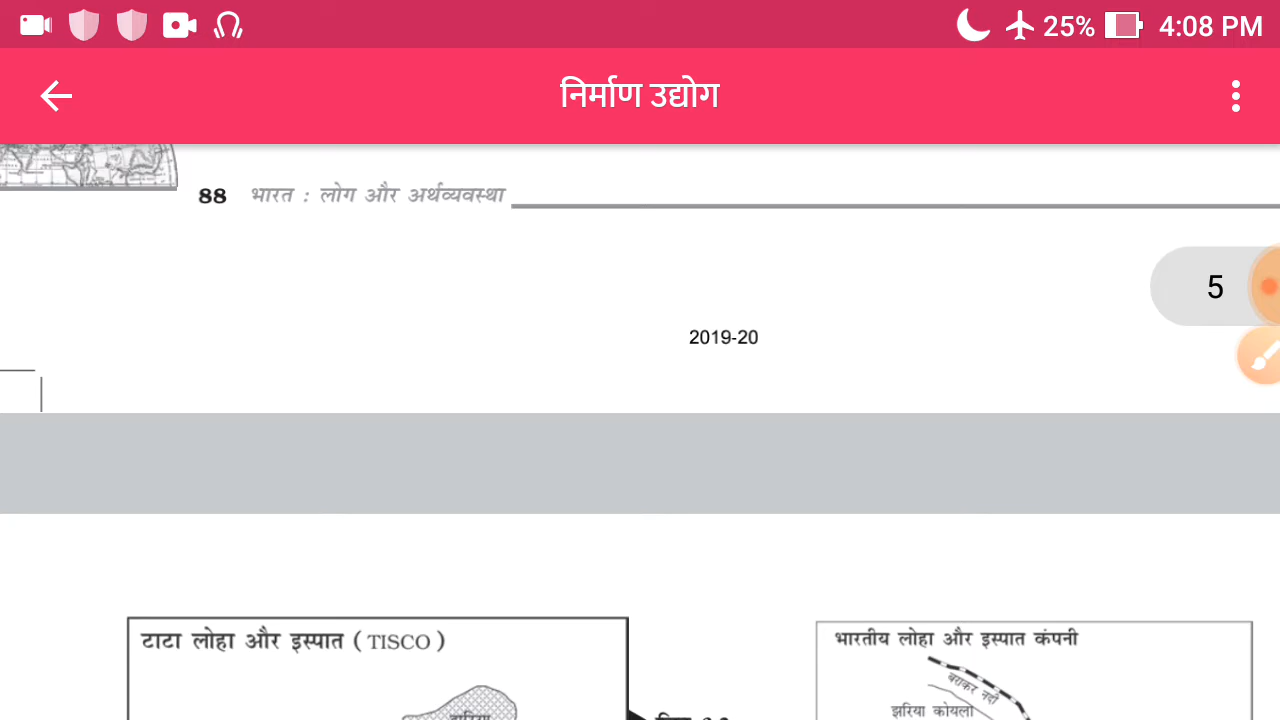 25% 4:08 PM
निर्माण उद्योग
88 भारत : लोग और अर्थव्यवस्था
5
2019-20
टाटा लोहा और इस्पात ( TISCO )
भारतीय लोहा और इस्पात कंपनी
बराकर नदी
झरिया कोयला